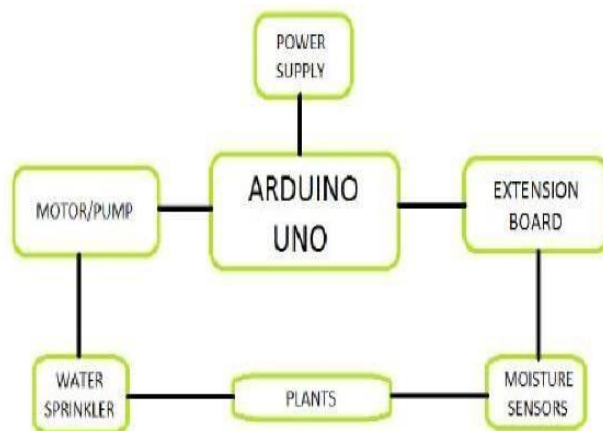 POWER
SUPPLY
MOTOR/PUMP
ARDUINO
UNO
EXTENSION
BOARD
WATER
SPRINKLER
PLANTS
MOISTURE
SENSORS